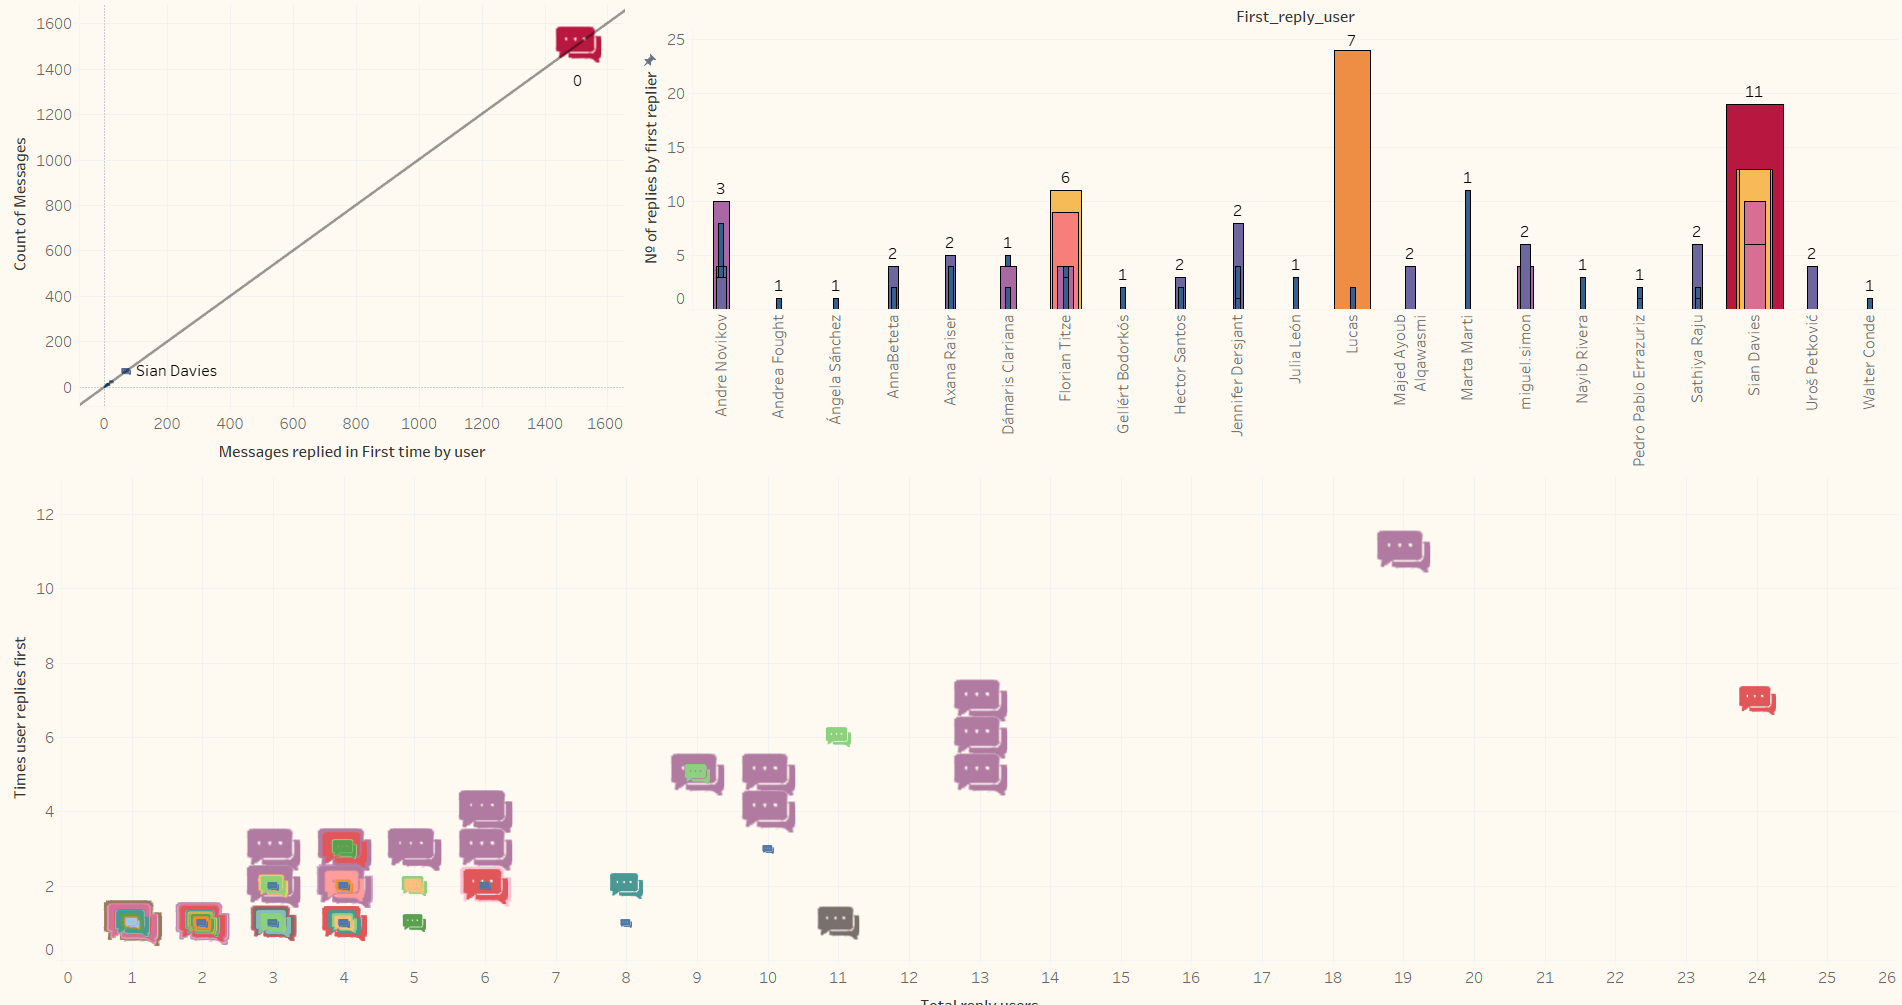 1600
1400
1200
1000
800
600
400
200
0
Count of Messages
0
Sian Davies
0 200 400 600 800 1000 1200 1400 1600
Messages replied in First time by user
First_reply_user
25
20
15
10
5
0
Nº of replies by first replier
3 1 1 2 2 1 6 1 2 2 1 7 2 1 2 1 1 2 11 2 1
Andre Novikov
Andrea Fought
Ángela Sánchez
AnnaBeteta
Axana Raiser
Dámaris Clariana
Florian Titze
Gellért Bodorkós
Hector Santos
Jennifer Dersjant
Julia León
Lucas
Majed Ayoub
Alqawasmi
Marta Marti
miguel.simon
Nayib Rivera
Pedro Pablo Errazuriz
Sathiya Raju
Sian Davies
Uroš Petković
Walter Conde
12
10
8
6
4
2
0
Times user replies first
0 1 2 3 4 5 6 7 8 9 10 11 12 13 14 15 16 17 18 19 20 21 22 23 24 25 26
Total reply users